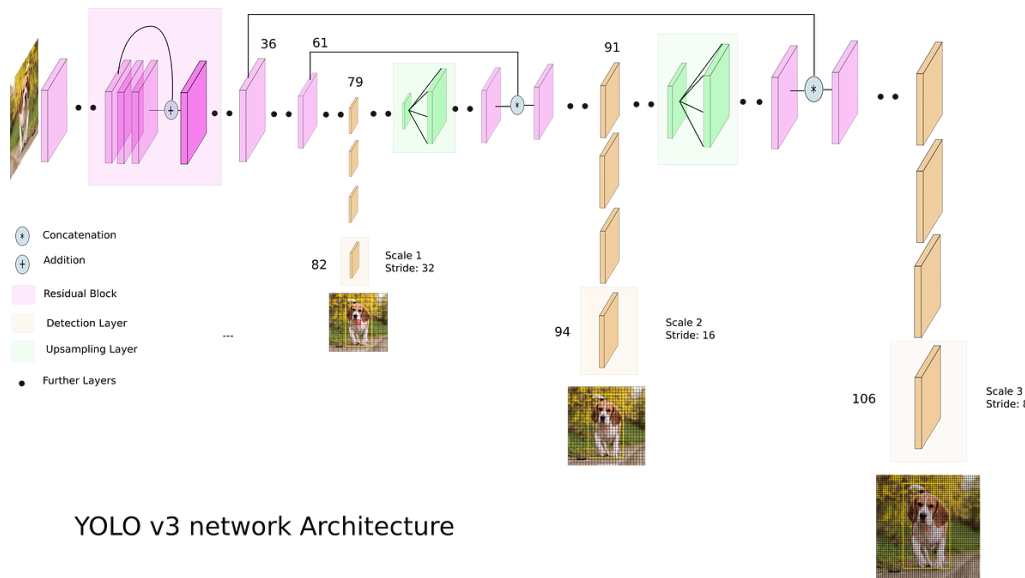 36
61
79
91
*
*
+
* Concatenation
+ Addition
Residual Block
Detection Layer
Upsampling Layer
Further Layers
---
82
Scale 1
Stride: 32
94
Scale 2
Stride: 16
106
Scale 3
Stride:
YOLO v3 network Architecture